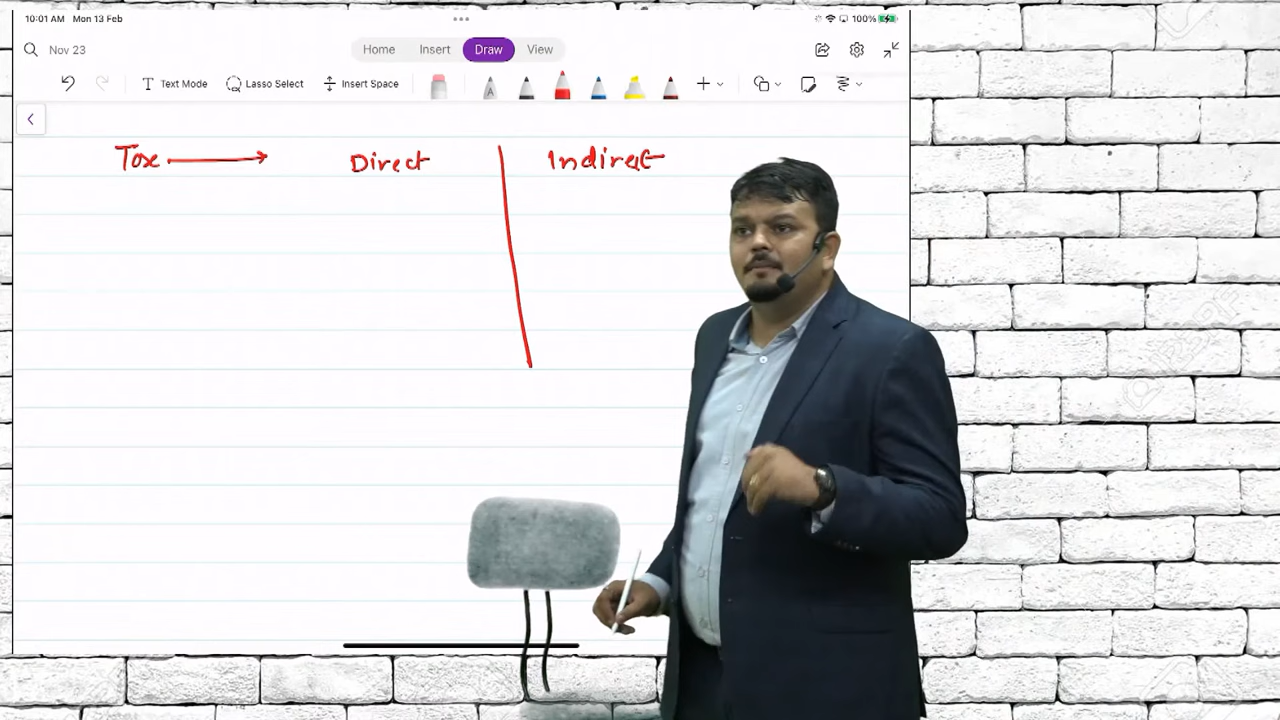 10:01 AM Mon 13 Feb
100%
Nov 23
Home Insert Draw View
Text Mode Lasso Select Insert Space
Tax Direct Indirect